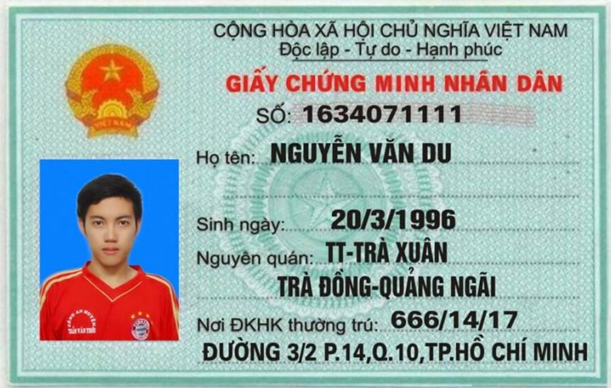 CỘNG HÒA XÃ HỘI CHỦ NGHĨA VIỆT NAM
Độc lập - Tự do - Hạnh phúc
GIẤY CHỨNG MINH NHÂN DÂN
SỐ: 1634071111
Họ tên: NGUYỄN VĂN DU
Sinh ngày: 20/3/1996
Nguyên quán: TT-TRÀ XUÂN
TRÀ ĐỒNG-QUẢNG NGÃI
Nơi ĐKHK thường trú: 666/14/17
ĐƯỜNG 3/2 P.14,Q.10,TP.HỒ CHÍ MINH
VIỆT NAM